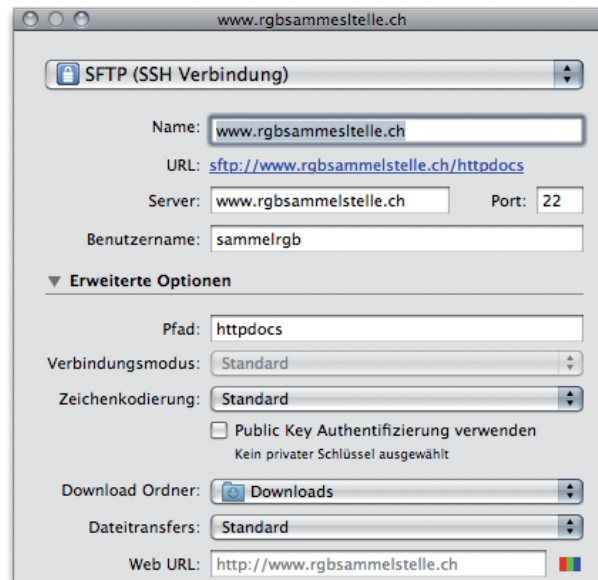 www.rgbsammesltelle.ch
SFTP (SSH Verbindung)
Name: www.rgbsammesltelle.ch
URL: sftp://www.rgbsammelstelle.ch/httpdocs
Server: www.rgbsammelstelle.ch Port: 22
Benutzername: sammelrgb
Erweiterte Optionen
Pfad: httpdocs
Verbindungsmodus: Standard
Zeichenkodierung: Standard
Public Key Authentifizierung verwenden
Kein privater Schlüssel ausgewählt
Download Ordner: Downloads
Dateitransfers: Standard
Web URL: http://www.rgbsammelstelle.ch